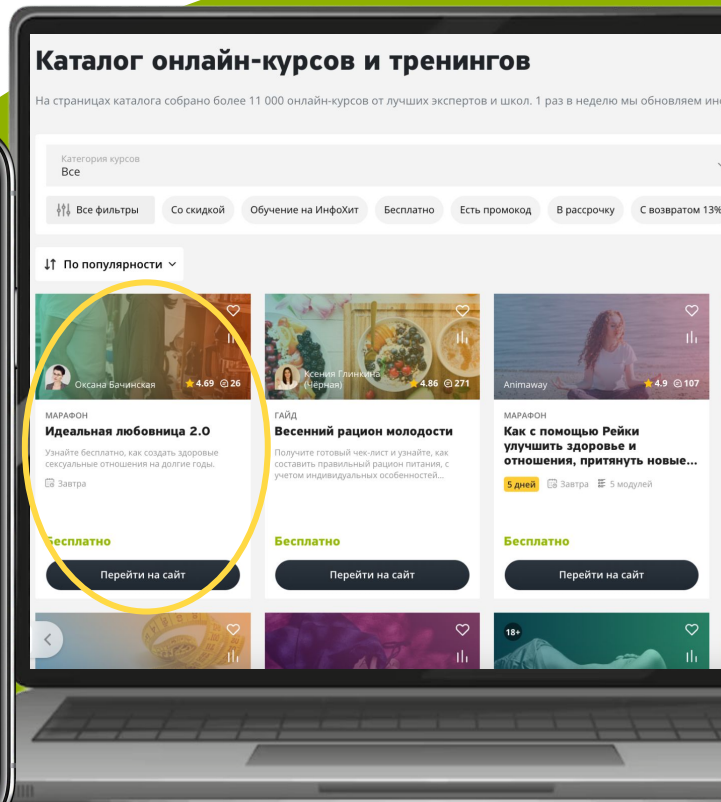 Каталог онлайн-курсов и тренингов
На страницах каталога собрано более 11 000 онлайн-курсов от лучших экспертов и школ. 1 раз в неделю мы обновляем
Категория курсов
Все
Все фильтры
Со скидкой
Обучение на ИнфоХит
Бесплатно
Есть промокод
В рассрочку
С возвратом 13%
По популярности
Оксана Бачинская
4.69
26
МАРАФОН
Идеальная любовница 2.0
Узнайте бесплатно, как создать здоровые
сексуальные отношения на долгие годы.
Завтра
Бесплатно
Перейти на сайт
Ксения Глинкина
(Чёрная)
4.86
271
ГАЙД
Весенний рацион молодости
Получите готовый чек-лист и узнайте, как
составить правильный рацион питания, с
учетом индивидуальных особенностей...
Бесплатно
Перейти на сайт
Animaway
4.9
107
МАРАФОН
Как с помощью Рейки
улучшить здоровье и
отношения, притянуть новые...
5 дней
Завтра
5 модулей
Бесплатно
Перейти на сайт
18+